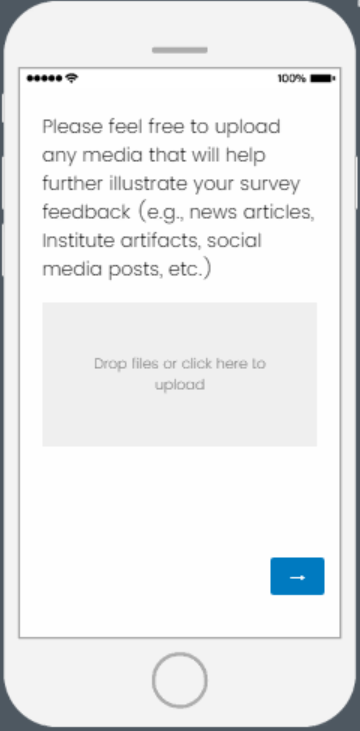 100%
Please feel free to upload
any media that will help
further illustrate your survey
feedback (e.g., news articles,
Institute artifacts, social
media posts, etc.)
Drop files or click here to
upload
→